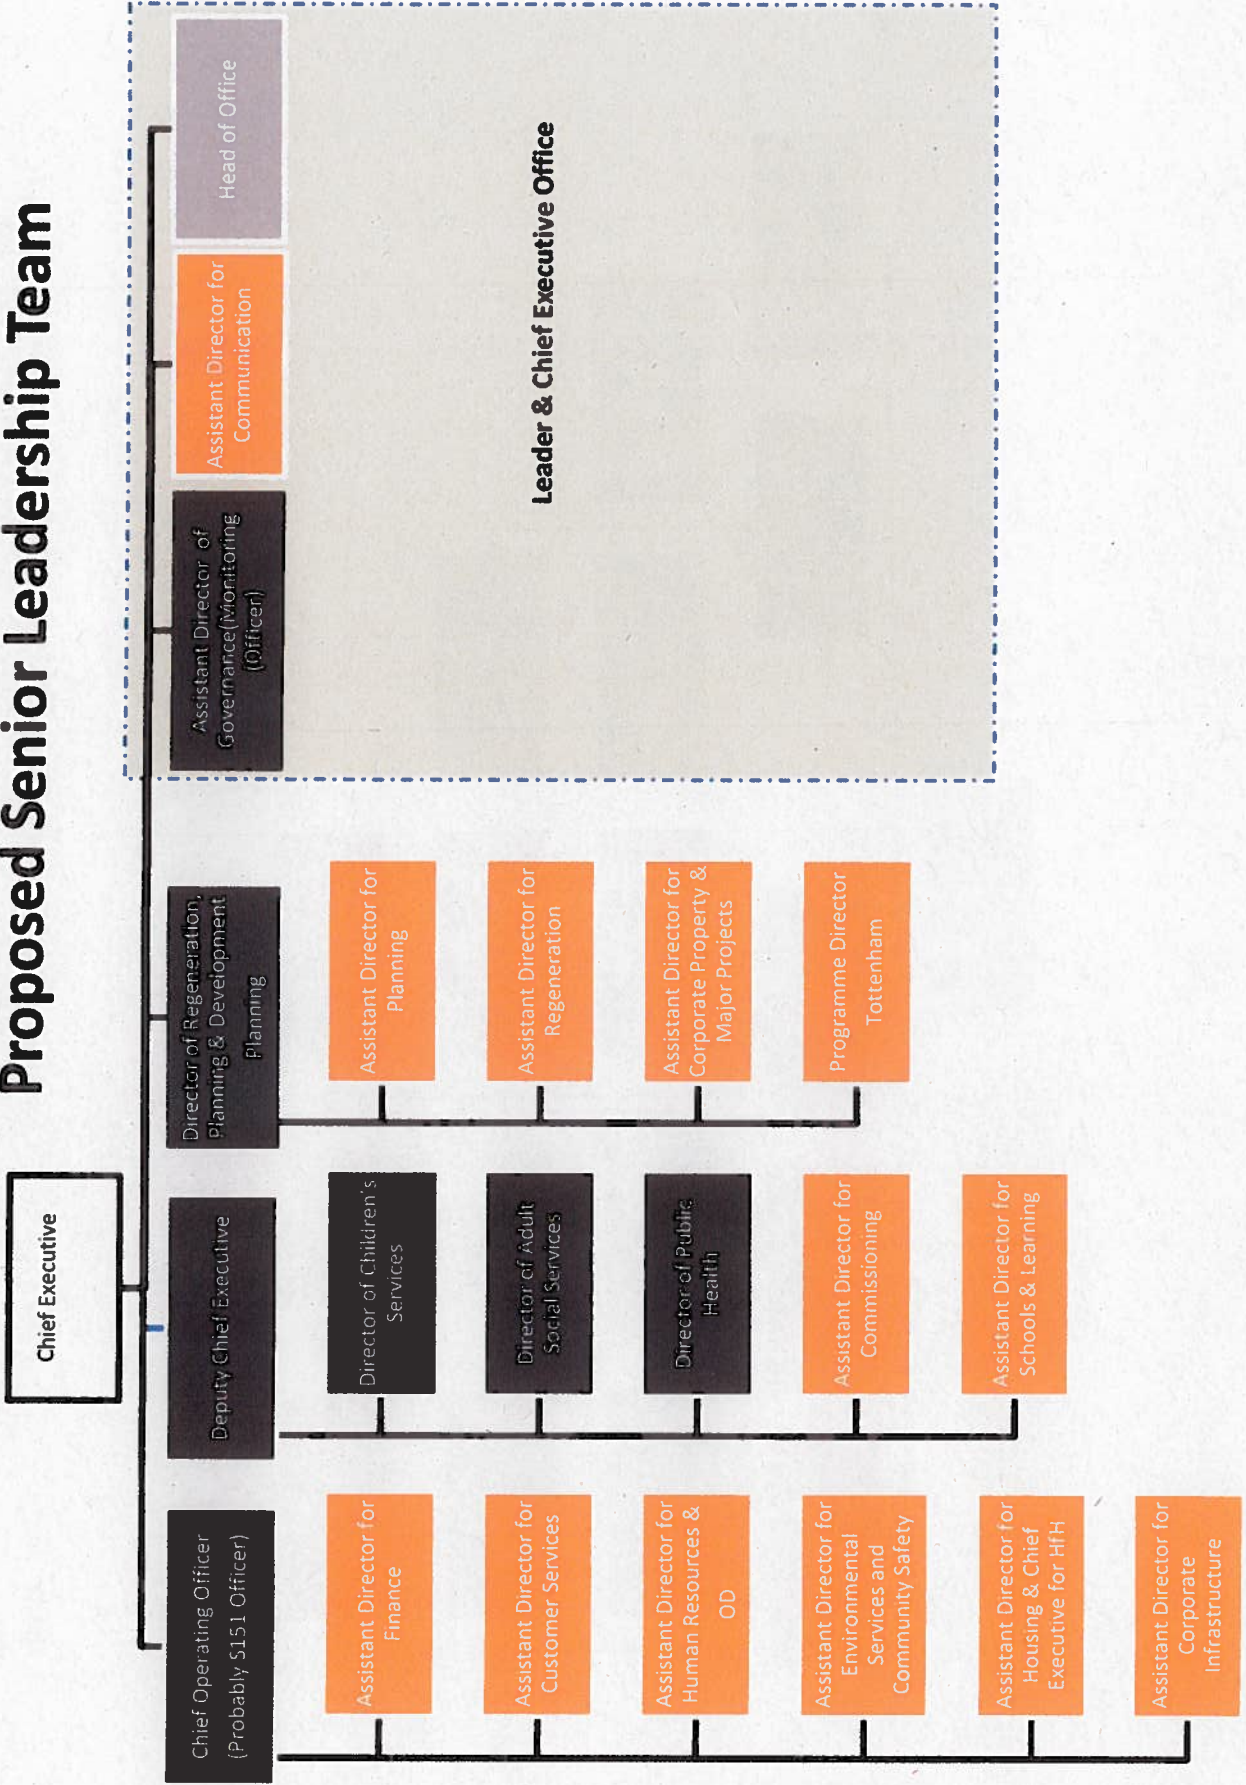 Proposed Senior Leadership Team
Chief Executive
Chief Operating Officer
(Probably S151 Officer)
Assistant Director for
Finance
Assistant Director for
Customer Services
Assistant Director for
Human Resources &
OD
Assistant Director for
Environmental
Services and
Community Safety
Assistant Director for
Housing & Chief
Executive for HfH
Assistant Director for
Corporate
Infrastructure
Deputy Chief Executive
Director of Children's
Services
Director of Adult
Social Services
Director of Public
Health
Assistant Director for
Commissioning
Assistant Director for
Schools & Learning
Director of Regeneration,
Planning & Development
Planning
Assistant Director for
Planning
Assistant Director for
Regeneration
Assistant Director for
Corporate Property &
Major Projects
Programme Director
Tottenham
Assistant Director of
Governance(Monitoring
(Officer)
Assistant Director for
Communication
Head of Office
Leader & Chief Executive Office